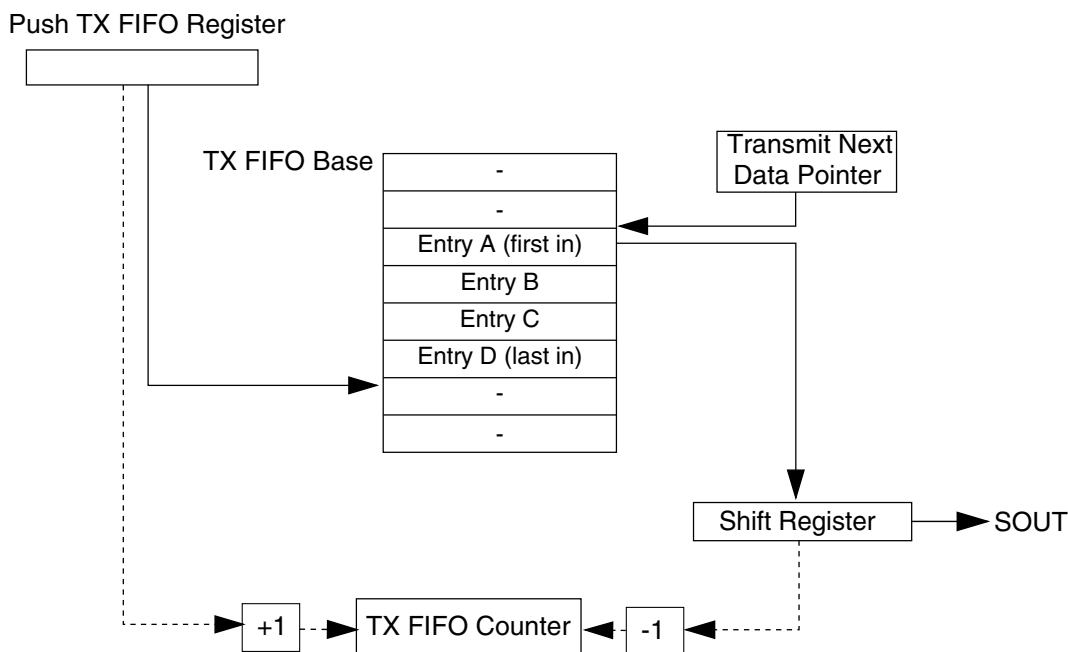 Push TX FIFO Register
TX FIFO Base
-
-
Entry A (first in)
Entry B
Entry C
Entry D (last in)
-
-
Transmit Next
Data Pointer
Shift Register
SOUT
+1
TX FIFO Counter
-1